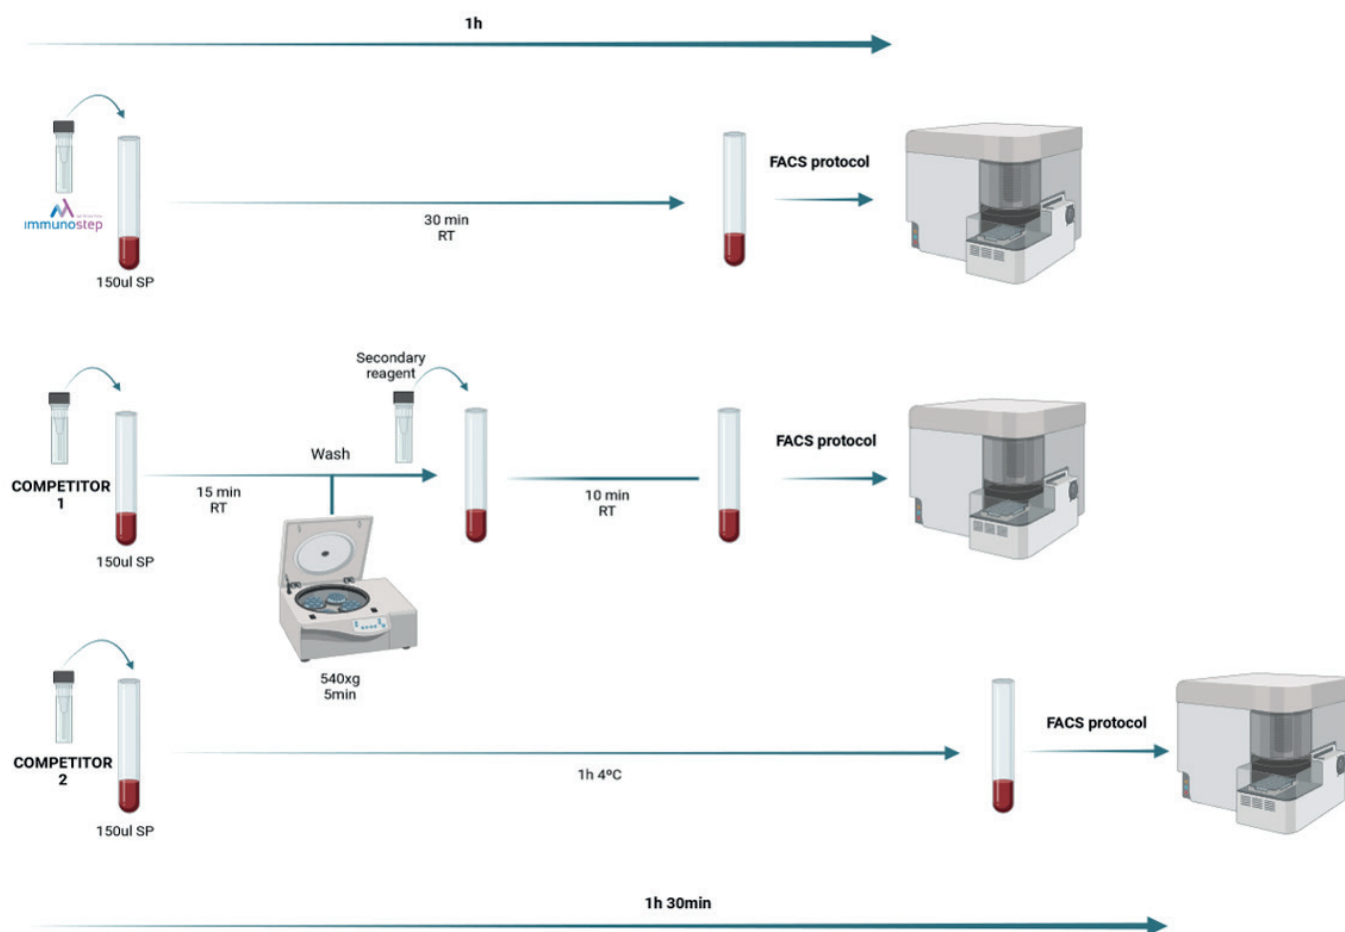 1h
immunostep
150ul SP
30 min
RT
FACS protocol
COMPETITOR
1
150ul SP
15 min
RT
Wash
540xg
5min
Secondary
reagent
10 min
RT
FACS protocol
COMPETITOR
2
150ul SP
1h 4ºC
FACS protocol
1h 30min